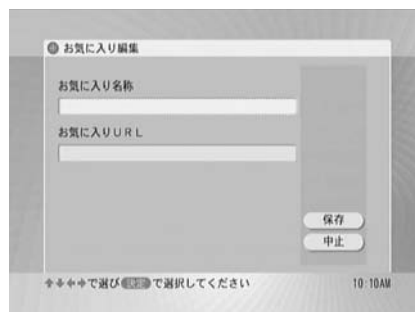 お気に入り編集
お気に入り名称
お気に入りURL
保存
中止
↑↓←→で選び 決定 で選択してください
10:10AM